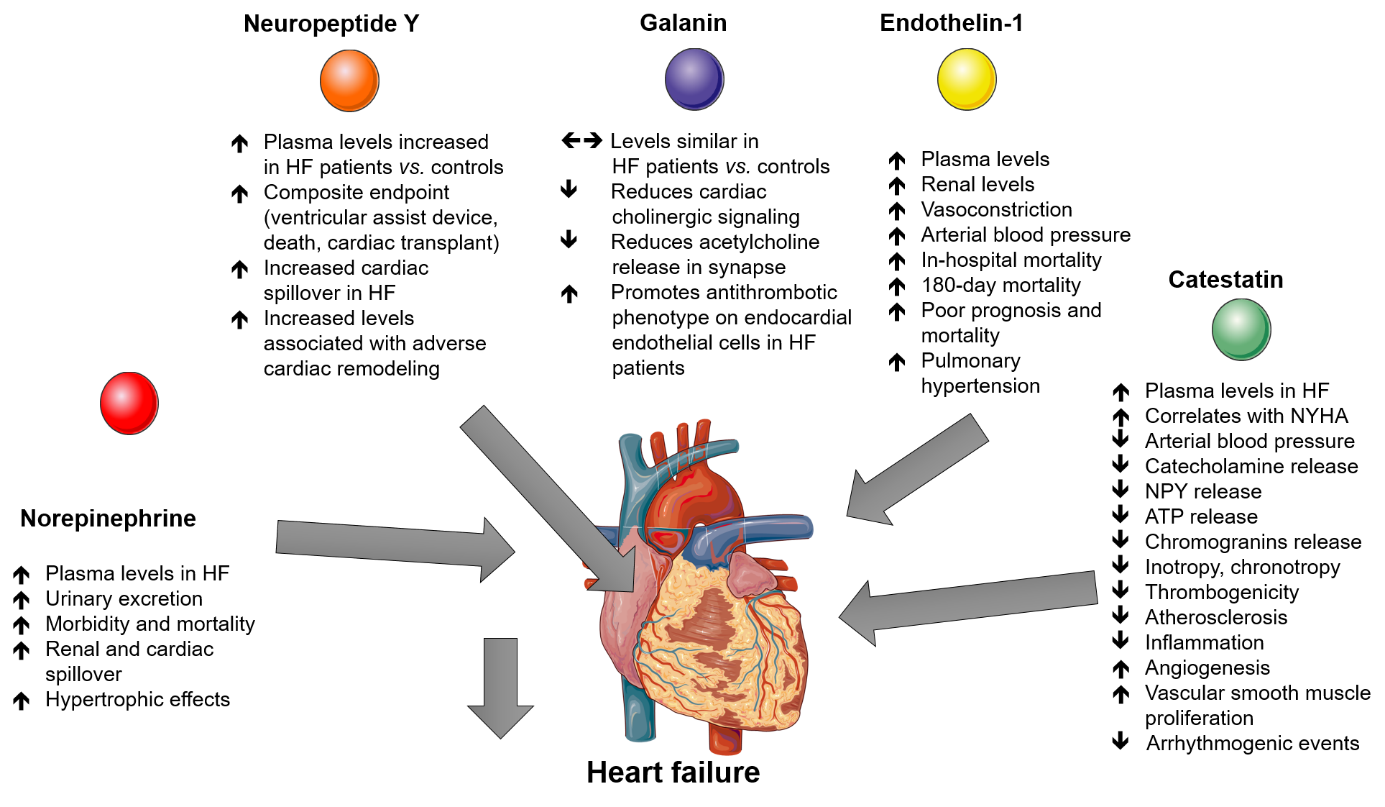 Neuropeptide Y
Plasma levels increased
in HF patients vs. controls
Composite endpoint
(ventricular assist device,
death, cardiac transplant)
Increased cardiac
spillover in HF
Increased levels
associated with adverse
cardiac remodeling
Galanin
Levels similar in
HF patients vs. controls
Reduces cardiac
cholinergic signaling
Reduces acetylcholine
release in synapse
Promotes antithrombotic
phenotype on endocardial
endothelial cells in HF
patients
Endothelin-1
Plasma levels
Renal levels
Vasoconstriction
Arterial blood pressure
In-hospital mortality
180-day mortality
Poor prognosis and
mortality
Pulmonary
hypertension
Catestatin
Plasma levels in HF
Correlates with NYHA
Arterial blood pressure
Catecholamine release
NPY release
ATP release
Chromogranins release
Inotropy, chronotropy
Thrombogenicity
Atherosclerosis
Inflammation
Angiogenesis
Vascular smooth muscle
proliferation
Arrhythmogenic events
Norepinephrine
Plasma levels in HF
Urinary excretion
Morbidity and mortality
Renal and cardiac
spillover
Hypertrophic effects
Heart failure